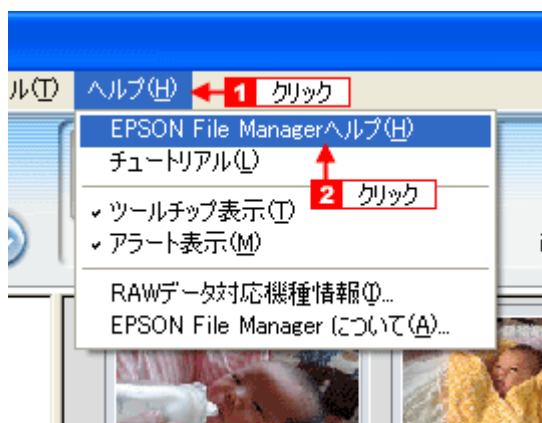 ル(T) ヘルプ(H) 1 クリック
EPSON File Managerヘルプ(H)
チュートリアル(L)
2 クリック
ツールチップ表示(T)
アラート表示(M)
RAWデータ対応機種情報(I)...
EPSON File Manager について(A)...